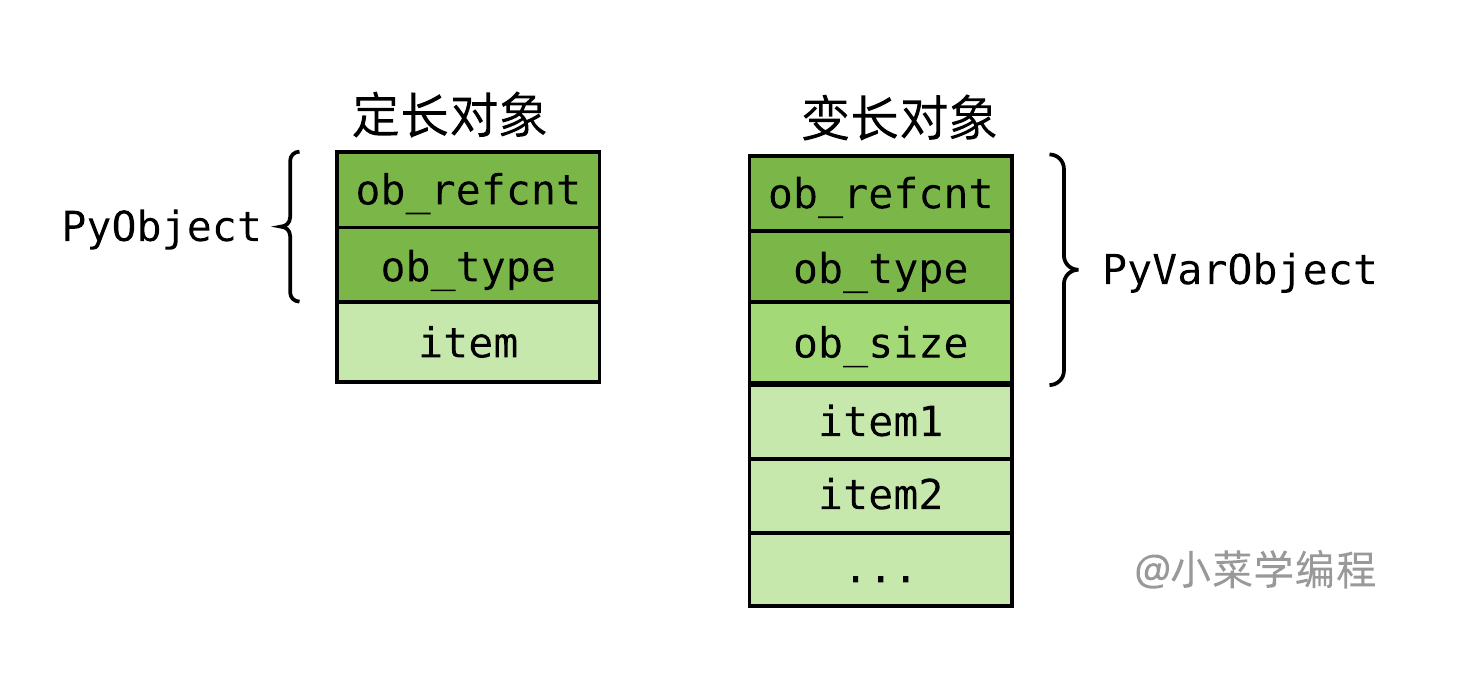 定长对象
PyObject
ob_refcnt
ob_type
item
变长对象
ob_refcnt
ob_type
ob_size
item1
item2
...
PyVarObject
@小菜学编程